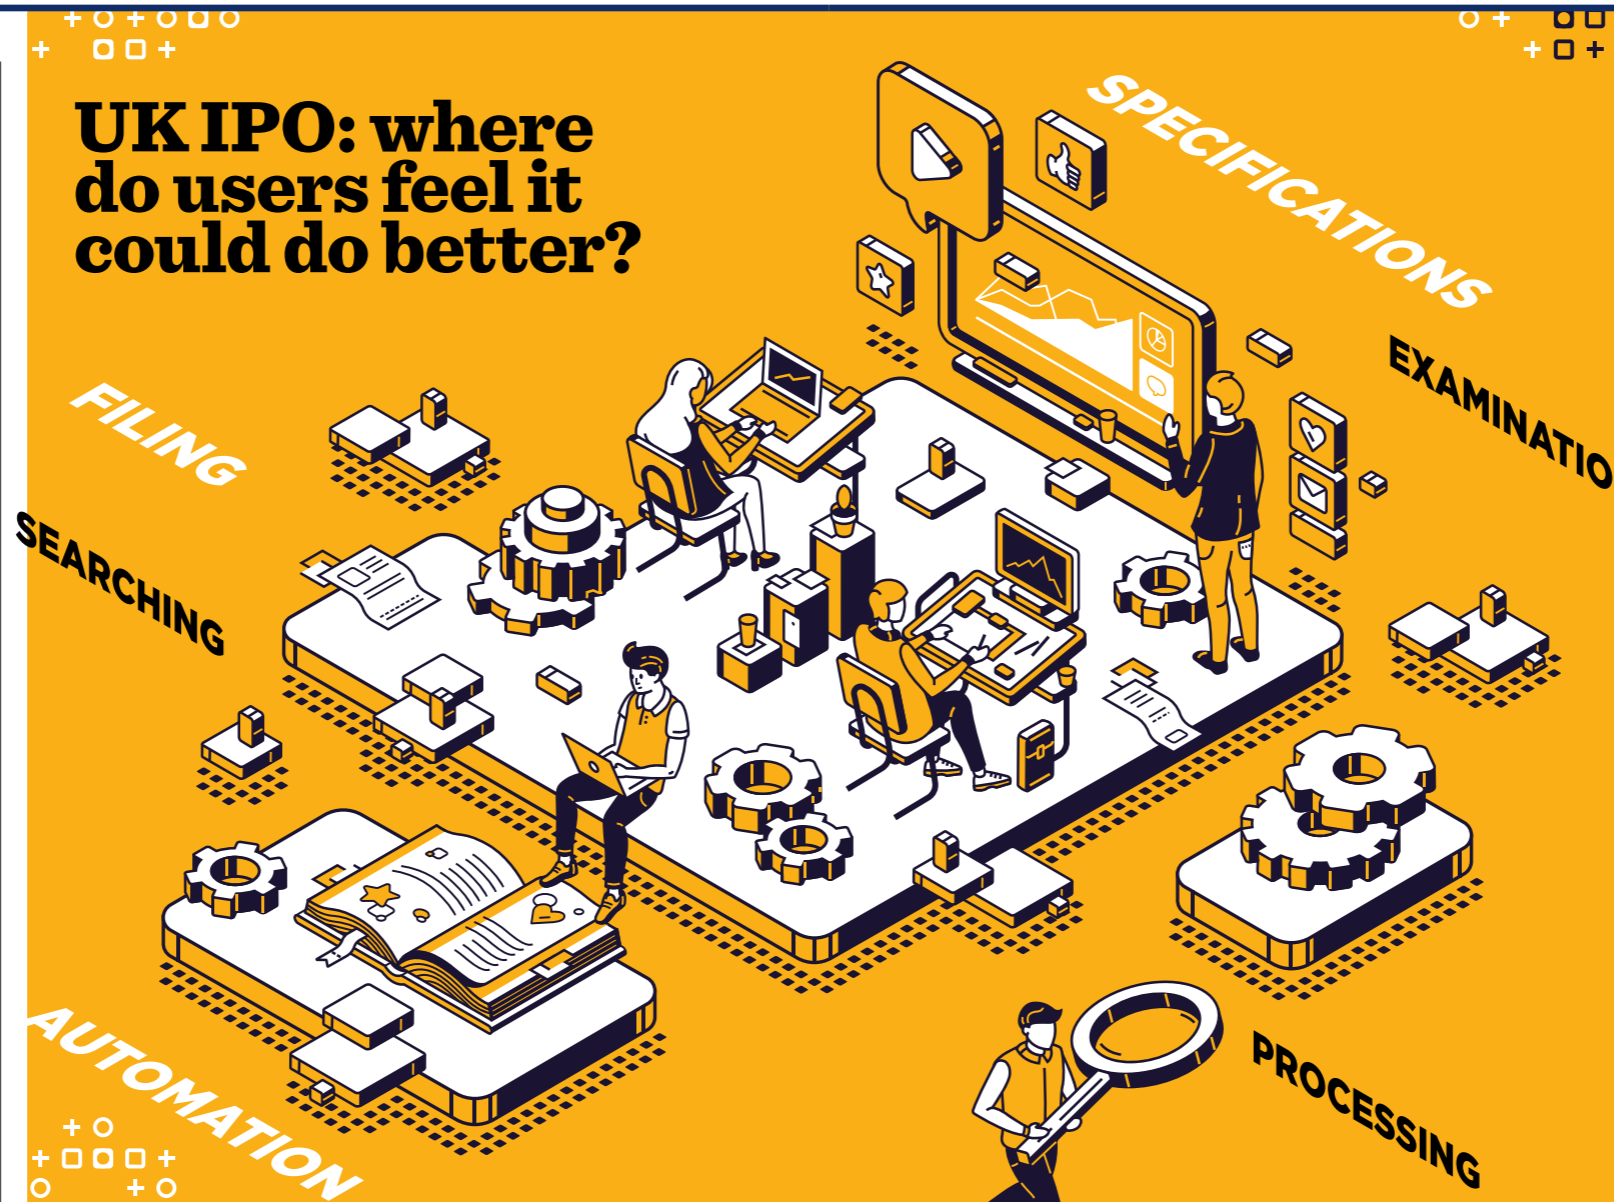 UK IPO: where
do users feel it
could do better?
SPECIFICATIONS
EXAMINATIO
FILING
SEARCHING
AUTOMATION
PROCESSING